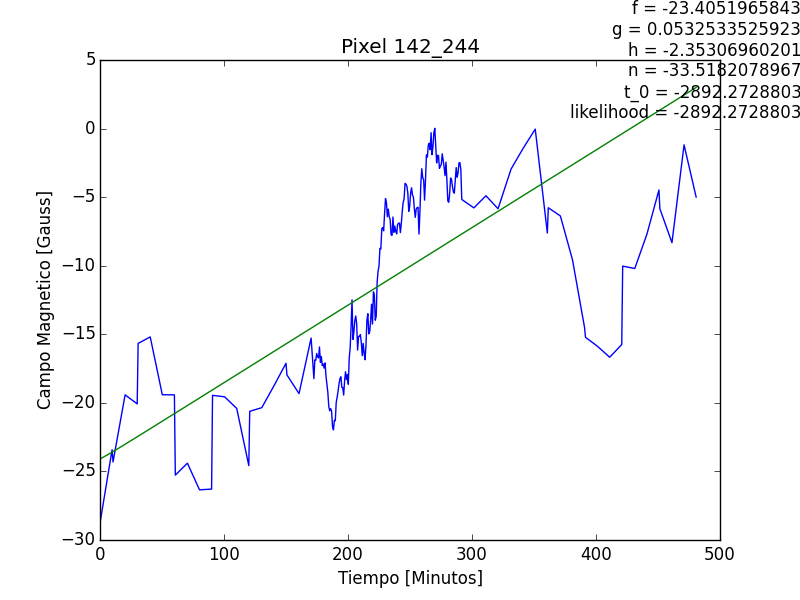 f = -23.4051965843
g = 0.0532533525923
h = -2.35306960201
n = -33.5182078967
t_0 = -2892.2728803
likelihood = -2892.2728803
Pixel 142_244
5
0
−5
−10
−15
−20
−25
−30
Campo Magnetico [Gauss]
0 100 200 300 400 500
Tiempo [Minutos]